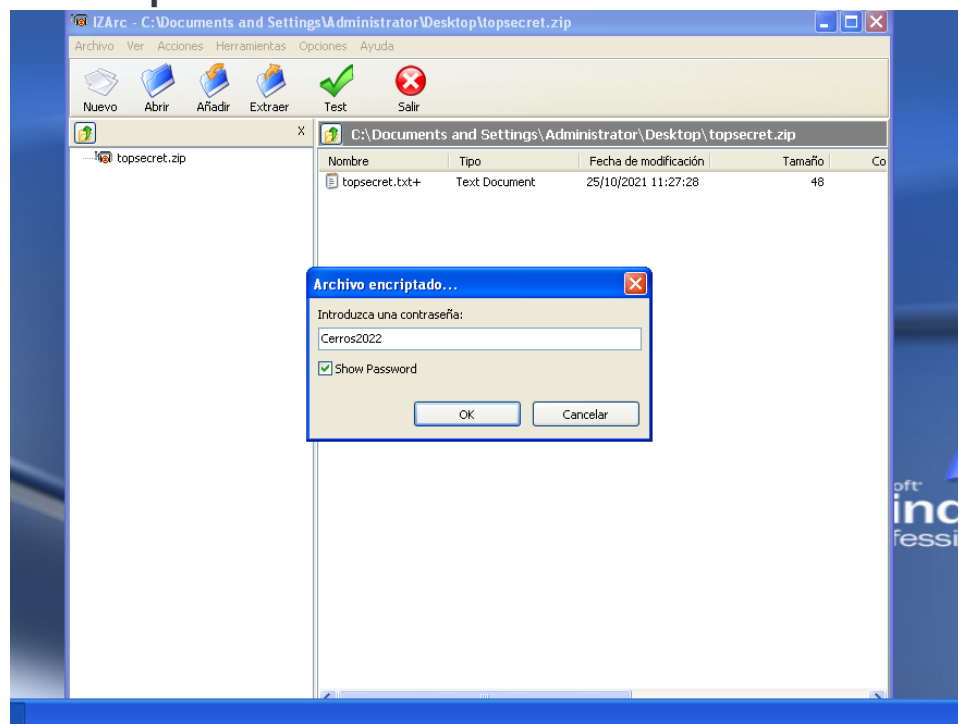 IZArc - C:\Documents and Settings\Administrator\Desktop\topsecret.zip
Archivo Ver Acciones Herramientas Opciones Ayuda
Nuevo Abrir Añadir Extraer Test Salir
X C:\Documents and Settings\Administrator\Desktop\topsecret.zip
topsecret.zip
Nombre Tipo Fecha de modificación Tamaño Co
topsecret.txt+ Text Document 25/10/2021 11:27:28 48
Archivo encriptado...
Introduzca una contraseña:
Cerros2022
Show Password
OK Cancelar
oft
inc
fessi